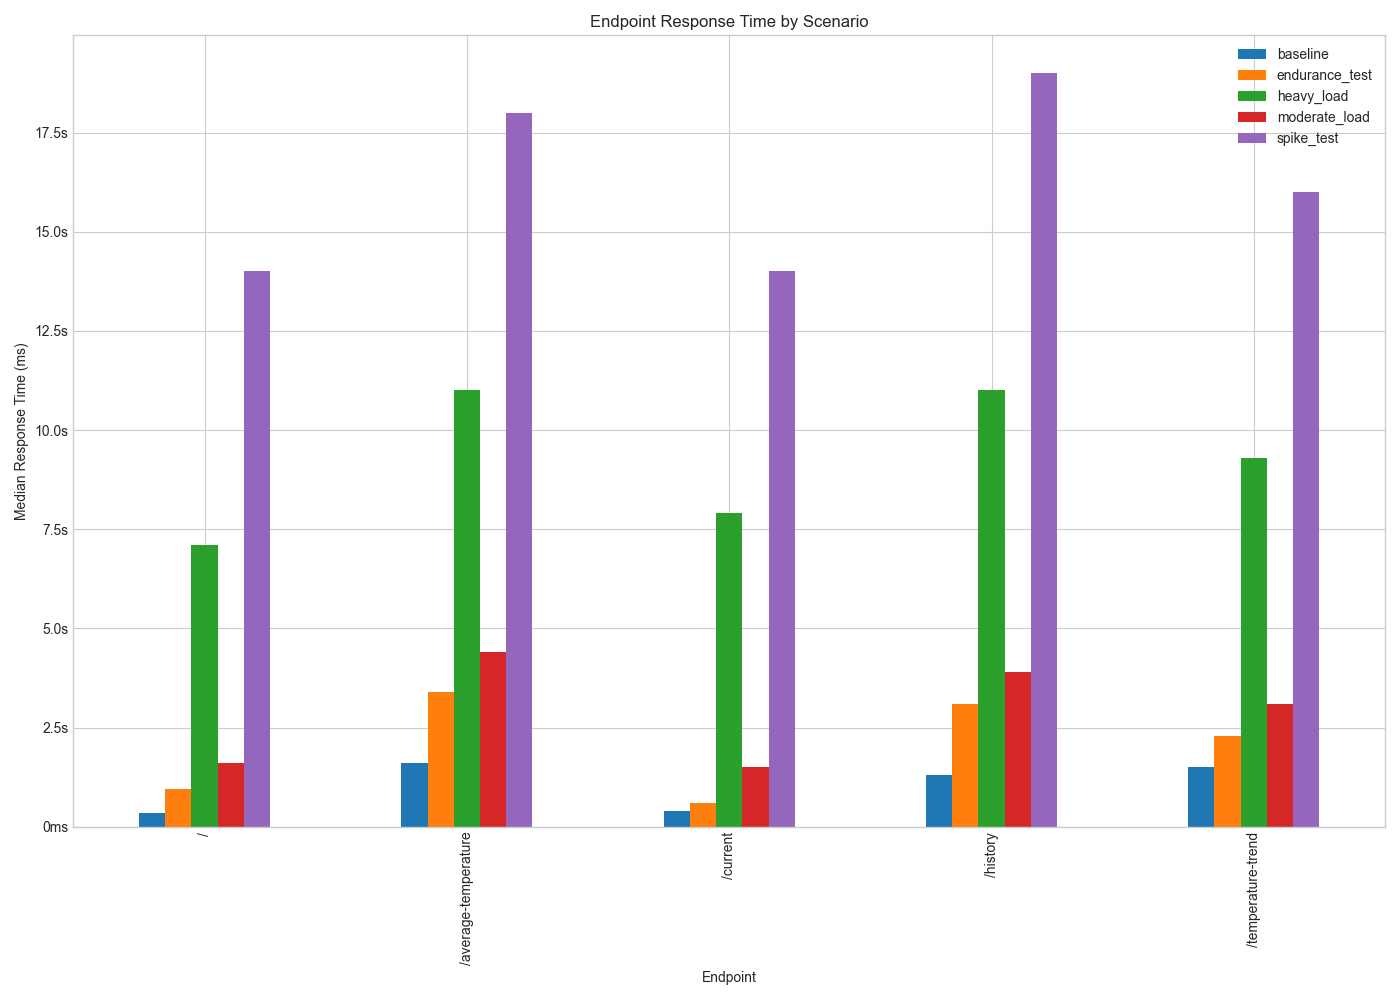 Endpoint Response Time by Scenario
baseline
endurance_test
heavy_load
moderate_load
spike_test
17.5s
15.0s
12.5s
10.0s
7.5s
5.0s
2.5s
0ms
Median Response Time (ms)
/
/average-temperature
/current
/history
/temperature-trend
Endpoint